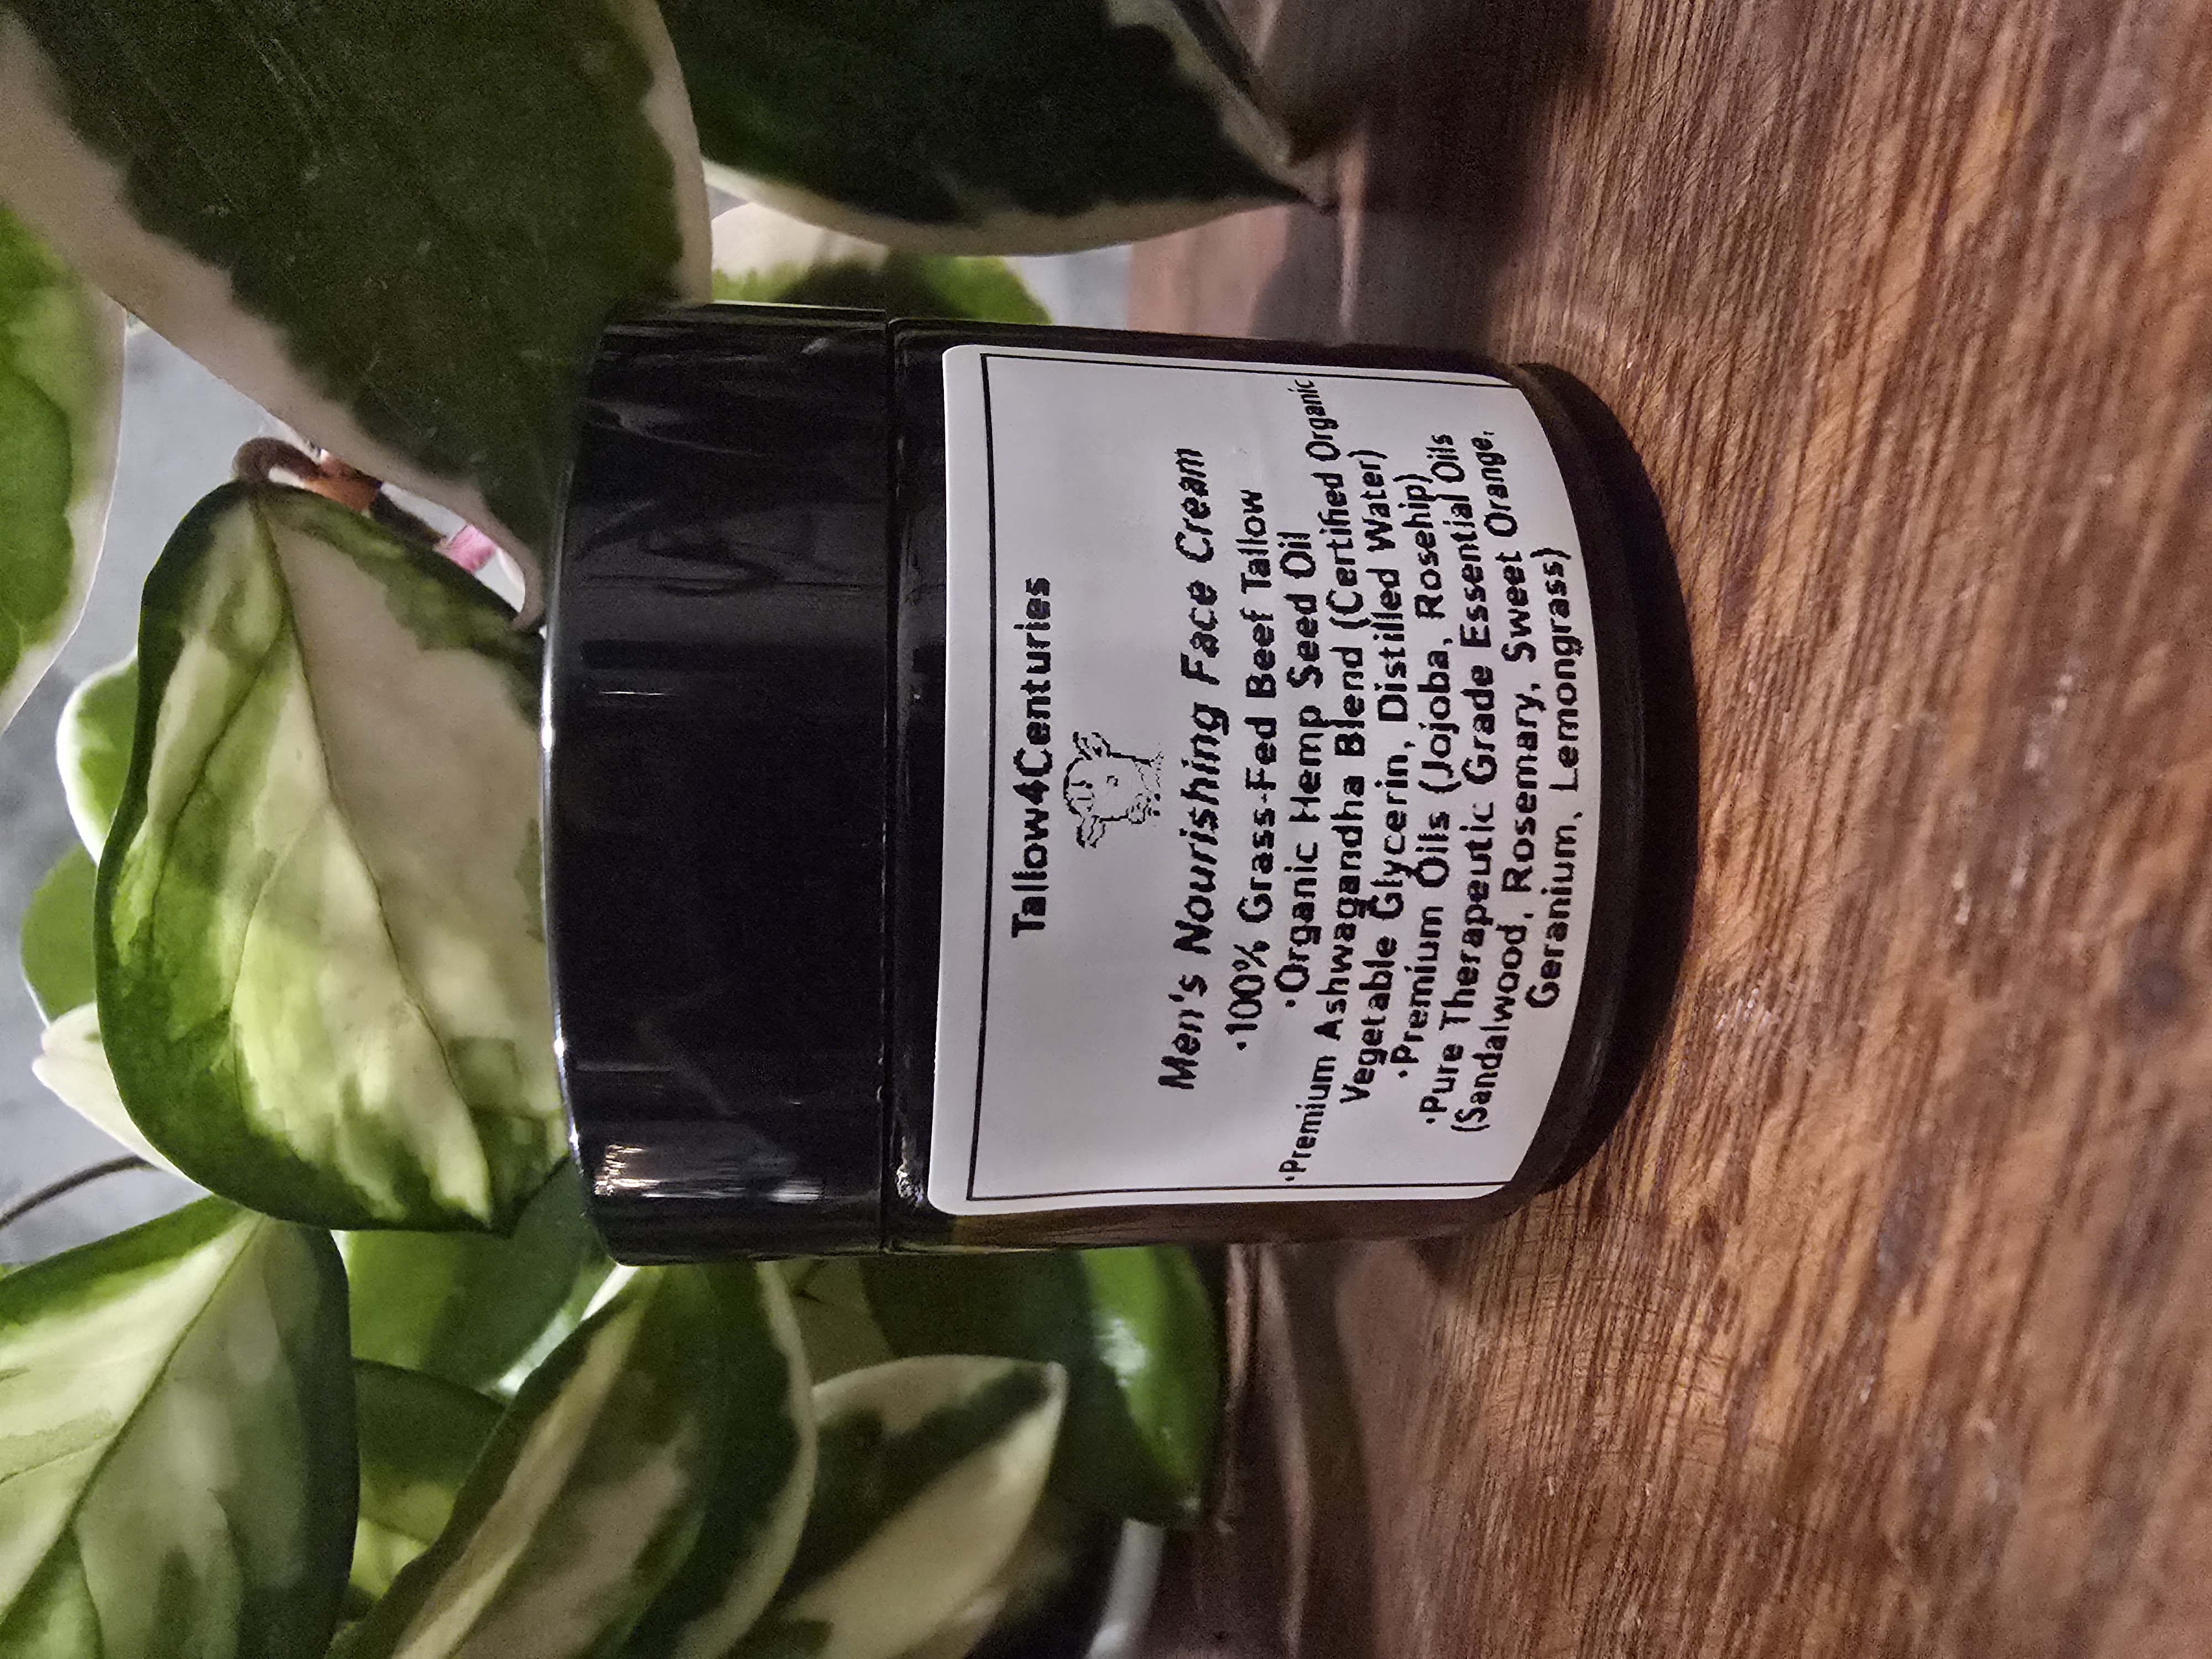 Tallow4Centuries
Men's Nourishing Face Cream
·100% Grass-Fed Beef Tallow
·Organic Hemp Seed Oil
·Premium Ashwagandha Blend (Certified Organic
Vegetable Glycerin, Distilled Water)
·Premium Oils (Jojoba, Rosehip)
·Pure Therapeutic Grade Essential Oils
(Sandalwood, Rosemary, Sweet Orange,
Geranium, Lemongrass)